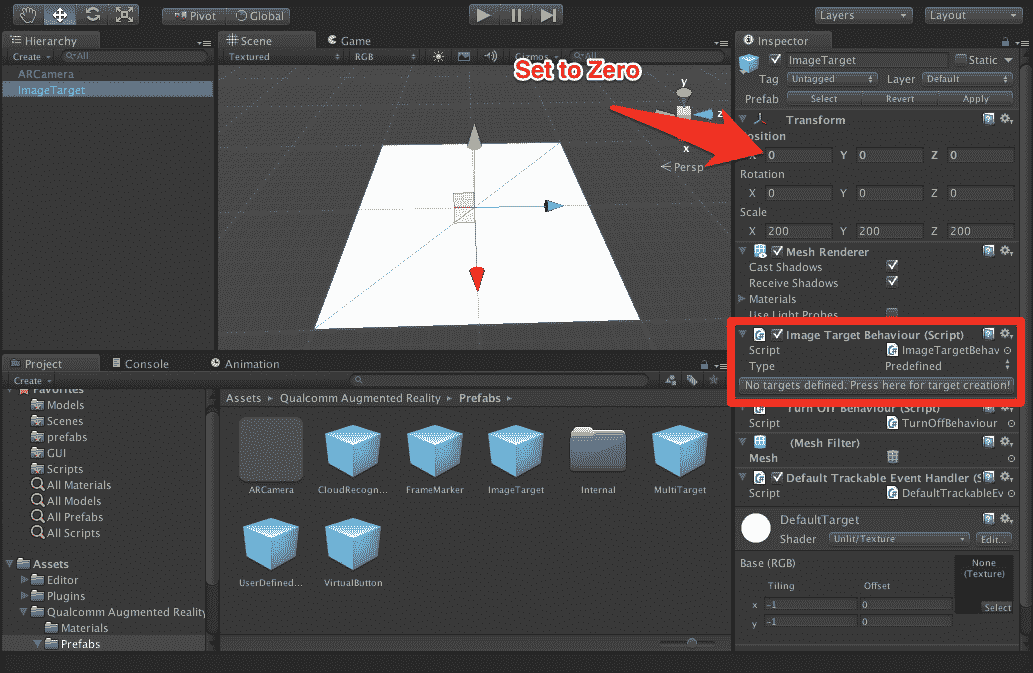 Pivot Global Layers Layout
Hierarchy
Create All
ARCamera
ImageTarget
Scene Game
Textured RGB Gizmos All
Set to Zero
y
z
x
Persp
Inspector
ImageTarget Static
Tag Untagged Layer Default
Prefab Select Revert Apply
Transform
osition
0 Y 0 Z 0
Rotation
X 0 Y 0 Z 0
Scale
X 200 Y 200 Z 200
Mesh Renderer
Cast Shadows
Receive Shadows
Materials
Use Light Probes
Image Target Behaviour (Script)
Script ImageTargetBehav
Type Predefined
No targets defined. Press here for target creation!
Turn Off Behaviour (Script)
Script TurnOffBehaviour
(Mesh Filter)
Mesh
Default Trackable Event Handler (S
Script DefaultTrackableEv
DefaultTarget
Shader Unlit/Texture Edit...
Base (RGB)
None
(Texture)
Tiling Offset
x -1 0
y -1 0
Select
Project Console Animation
Create
Favorites
Models
Scenes
prefabs
GUI
Scripts
All Materials
All Models
All Prefabs
All Scripts
Assets
Editor
Plugins
Qualcomm Augmented Reality
Materials
Prefabs
Assets Qualcomm Augmented Reality Prefabs
ARCamera CloudRecogn... FrameMarker ImageTarget Internal MultiTarget
UserDefined... VirtualButton